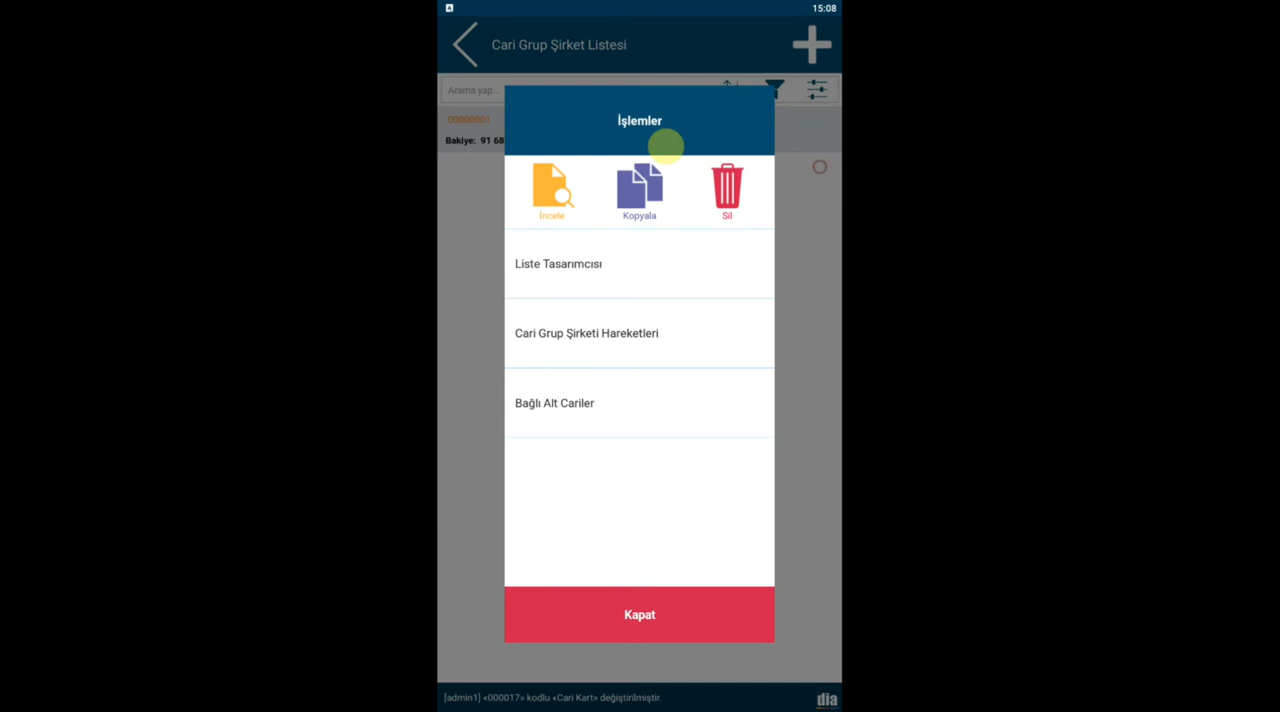 A
15:08
Cari Grup Şirket Listesi
Arama yap...
00000001
Bakiye: 91 68
İşlemler
İncele
Kopyala
Sil
Liste Tasarımcısı
Cari Grup Şirketi Hareketleri
Bağlı Alt Cariler
Kapat
[admin1] «000017» kodlu «Cari Kart» değiştirilmiştir.
dia